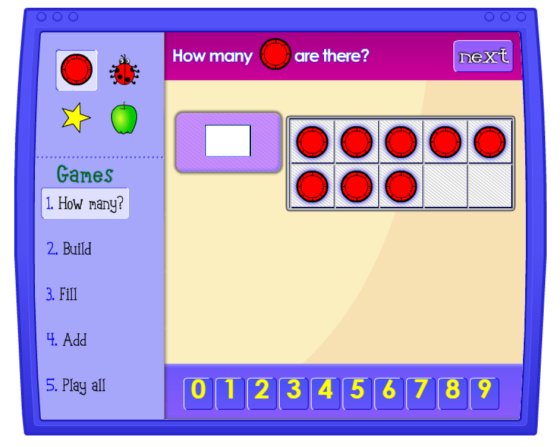 How many are there?
next
Games
1. How many?
2. Build
3. Fill
4. Add
5. Play all
0 1 2 3 4 5 6 7 8 9